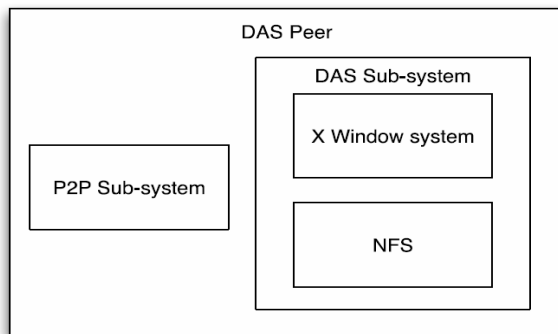 DAS Peer
DAS Sub-system
X Window system
P2P Sub-system
NFS